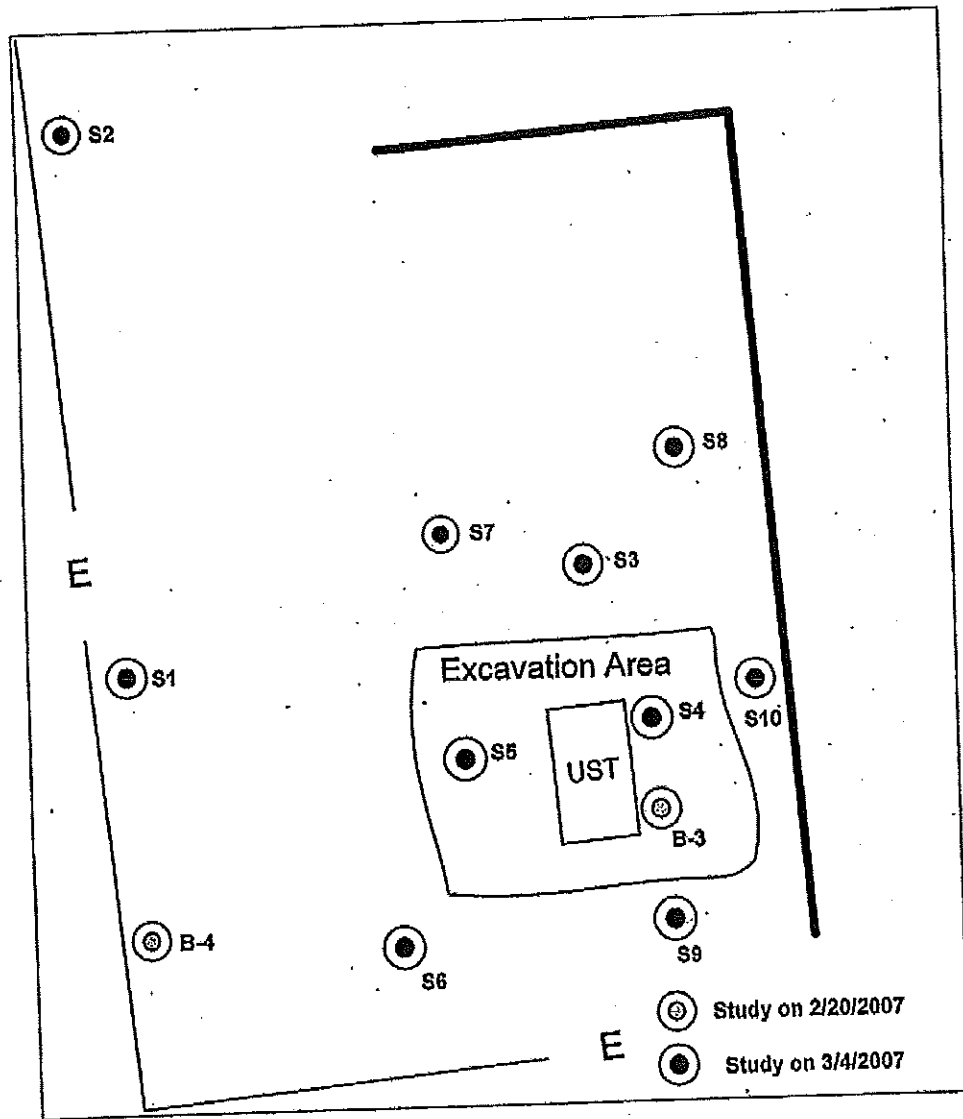 S2
S8
S7
S3
E
Excavation Area
S1
S4
S10
S5
UST
B-3
B-4
S6
S9
Study on 2/20/2007
E
Study on 3/4/2007